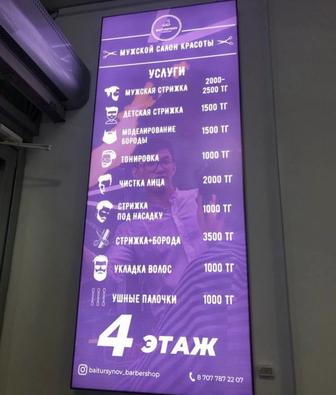 BAITURSYNOV
МУЖСКОЙ САЛОН КРАСОТЫ
УСЛУГИ
МУЖСКАЯ СТРИЖКА 2000-
2500 ТГ
ДЕТСКАЯ СТРИЖКА 1500 ТГ
МОДЕЛИРОВАНИЕ
БОРОДЫ 1500 ТГ
ТОНИРОВКА 1000 ТГ
ЧИСТКА ЛИЦА 2000 ТГ
СТРИЖКА
ПОД НАСАДКУ 1000 ТГ
СТРИЖКА+БОРОДА 3500 ТГ
УКЛАДКА ВОЛОС 1000 ТГ
УШНЫЕ ПАЛОЧКИ 1000 ТГ
4 ЭТАЖ
baitursynov_barbershop 8 707 787 22 07